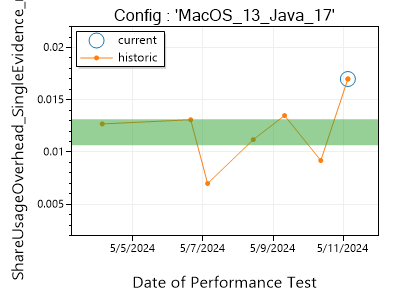 Config : 'MacOS_13_Java_17'
ShareUsageOverhead_SingleEvidence_
current
historic
0.02
0.015
0.01
0.005
5/5/2024 5/7/2024 5/9/2024 5/11/2024
Date of Performance Test